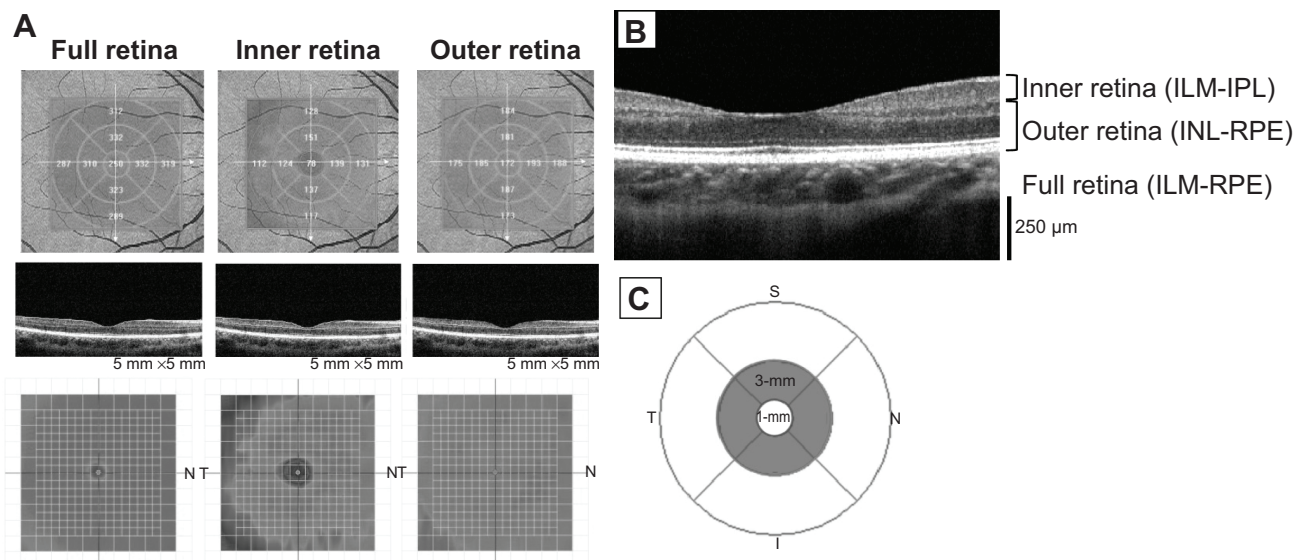 A
Full retina Inner retina Outer retina
332
287 310 250 332 319
323
289
128
151
112 124 78 139 131
137
117
184
181
175 185 172 193 188
187
173
5 mm ×5 mm 5 mm ×5 mm 5 mm ×5 mm
N T NT N
B
Inner retina (ILM-IPL)
Outer retina (INL-RPE)
Full retina (ILM-RPE)
250 µm
C
S
3-mm
T 1-mm N
I